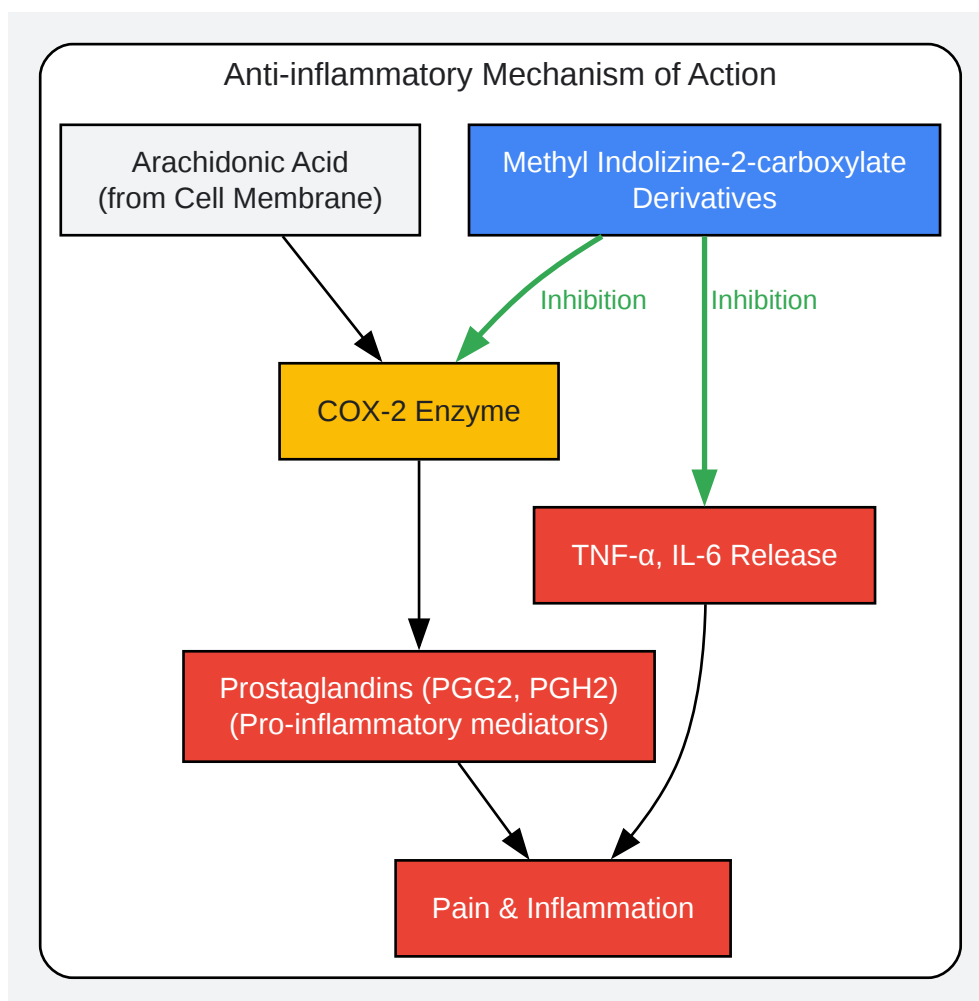 Anti-inflammatory Mechanism of Action
Arachidonic Acid
(from Cell Membrane)
Methyl Indolizine-2-carboxylate
Derivatives
Inhibition
Inhibition
COX-2 Enzyme
TNF-α, IL-6 Release
Prostaglandins (PGG2, PGH2)
(Pro-inflammatory mediators)
Pain & Inflammation